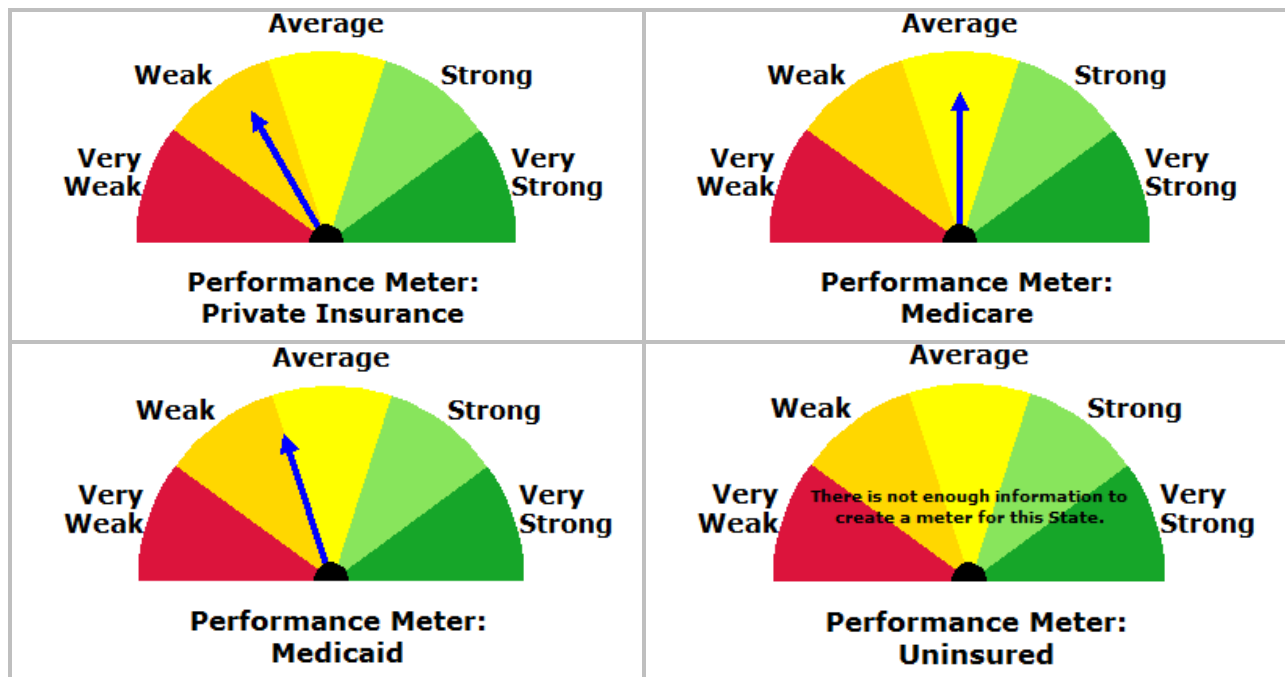 Average
Weak
Strong
Very
Weak
Very
Strong
Performance Meter:
Private Insurance
Average
Weak
Strong
Very
Weak
Very
Strong
Performance Meter:
Medicare
Average
Weak
Strong
Very
Weak
Very
Strong
Performance Meter:
Medicaid
Average
Weak
Strong
Very
Weak
There is not enough information to
create a meter for this State.
Very
Strong
Performance Meter:
Uninsured